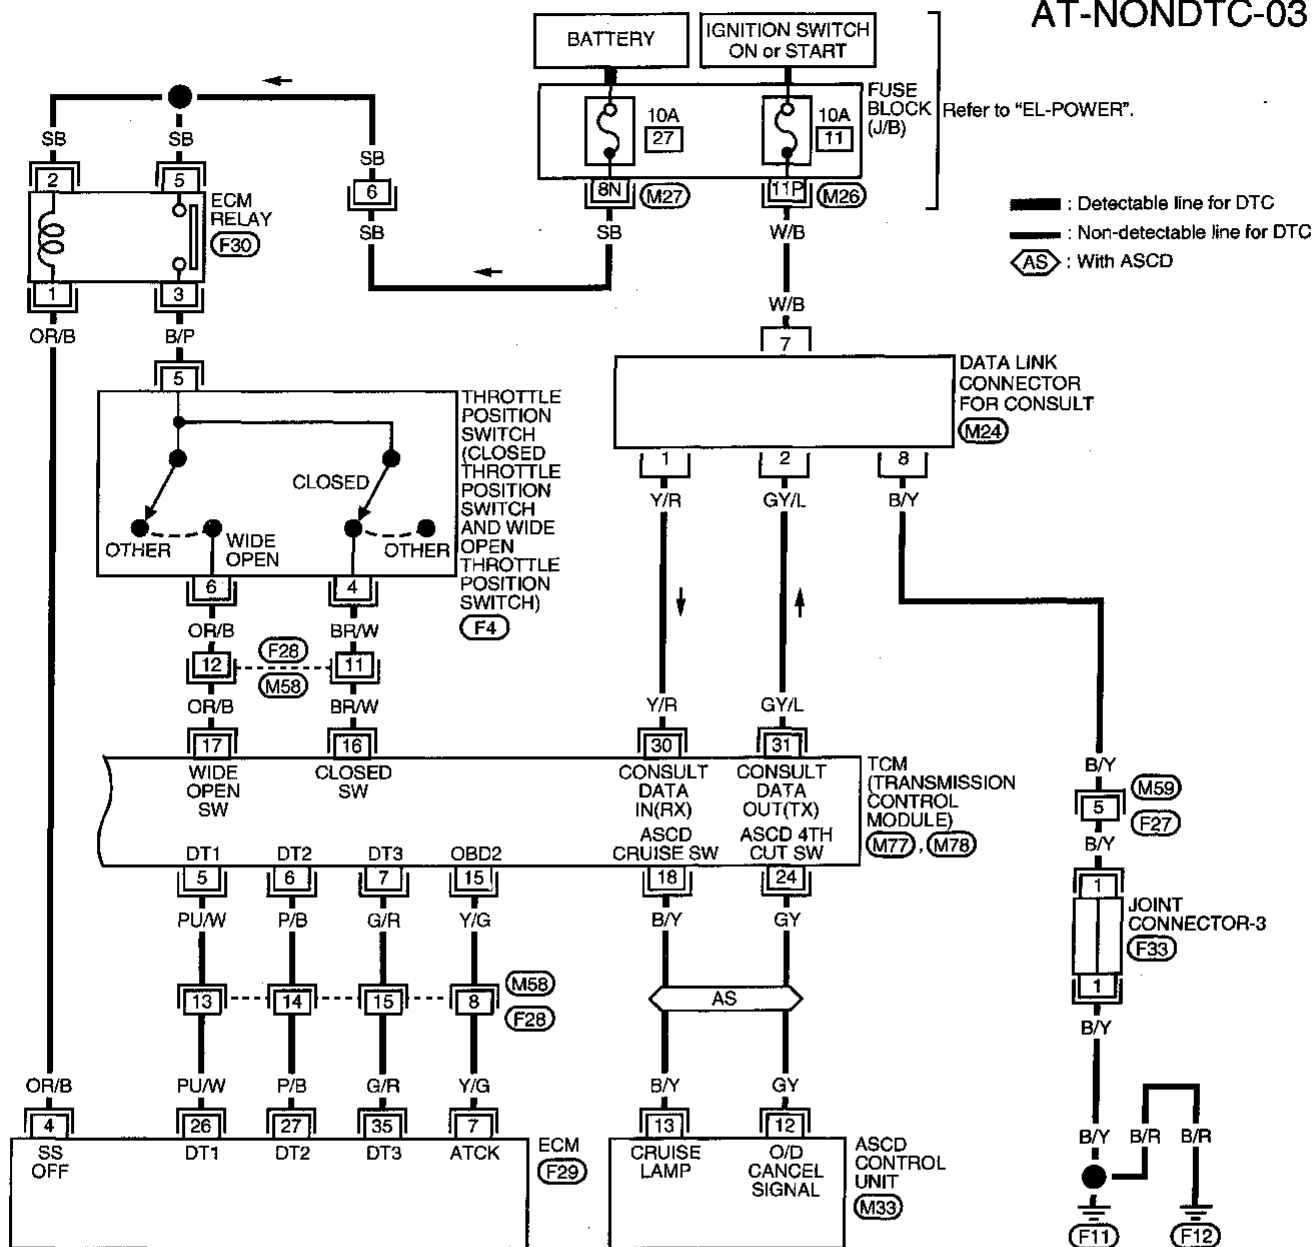 AT-NONDTC-03
BATTERY
IGNITION SWITCH
ON or START
FUSE
BLOCK
(J/B)
Refer to "EL-POWER".
10A
27
10A
11
8N
M27
11P
M26
SB
W/B
: Detectable line for DTC
: Non-detectable line for DTC
AS : With ASCD
SB
SB
SB
6
SB
2
5
ECM
RELAY
F30
1
3
OR/B
B/P
W/B
7
DATA LINK
CONNECTOR
FOR CONSULT
M24
1
2
8
Y/R
GY/L
B/Y
5
THROTTLE
POSITION
SWITCH
(CLOSED
THROTTLE
POSITION
SWITCH
AND WIDE
OPEN
THROTTLE
POSITION
SWITCH)
F4
CLOSED
OTHER
WIDE
OPEN
OTHER
6
4
OR/B
BR/W
12
F28
M58
11
OR/B
BR/W
Y/R
GY/L
17
16
30
31
WIDE
OPEN
SW
CLOSED
SW
CONSULT
DATA
IN(RX)
CONSULT
DATA
OUT(TX)
TCM
(TRANSMISSION
CONTROL
MODULE)
M77 , M78
DT1
DT2
DT3
OBD2
ASCD
CRUISE SW
ASCD 4TH
CUT SW
5
6
7
15
18
24
PU/W
P/B
G/R
Y/G
B/Y
GY
B/Y
5
M59
F27
B/Y
1
JOINT
CONNECTOR-3
F33
1
B/Y
13
14
15
8
M58
F28
AS
OR/B
PU/W
P/B
G/R
Y/G
B/Y
GY
4
26
27
35
7
13
12
SS
OFF
DT1
DT2
DT3
ATCK
ECM
F29
CRUISE
LAMP
O/D
CANCEL
SIGNAL
ASCD
CONTROL
UNIT
M33
B/Y
B/R
B/R
F11
F12